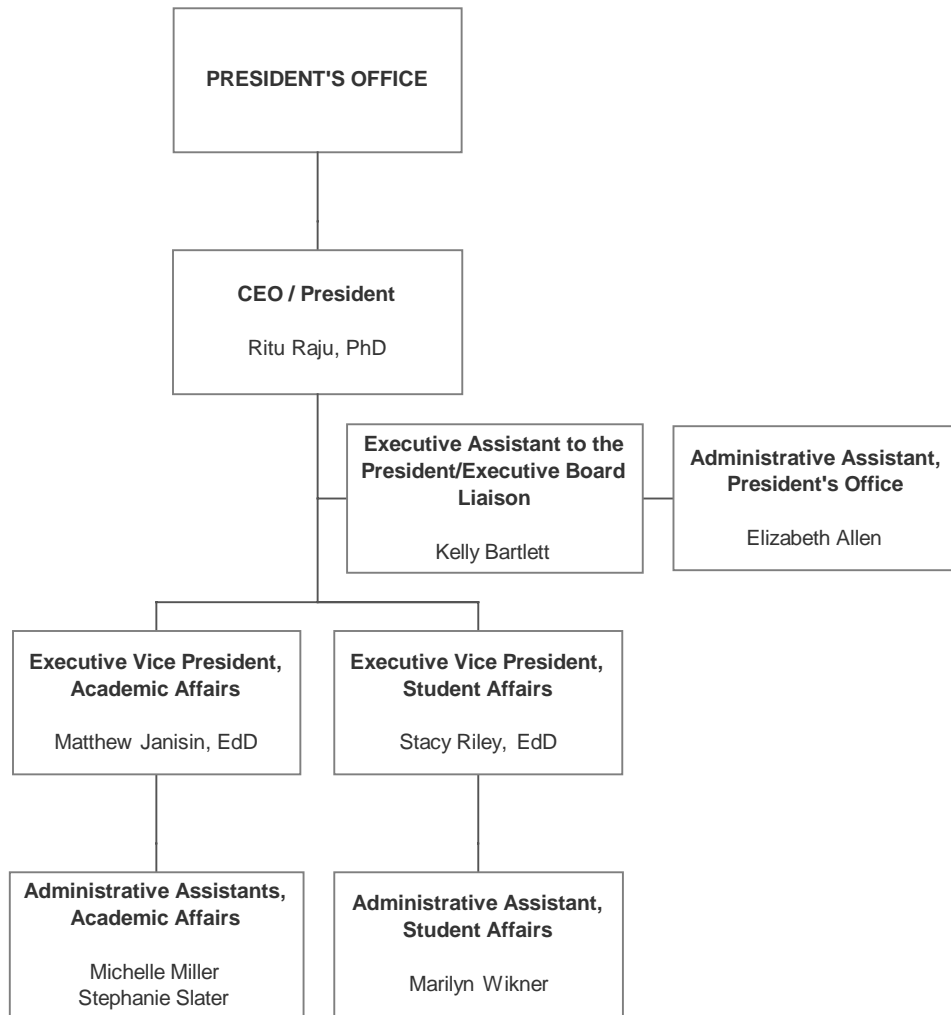 PRESIDENT'S OFFICE
CEO / President
Ritu Raju, PhD
Executive Assistant to the
President/Executive Board
Liaison
Kelly Bartlett
Administrative Assistant,
President's Office
Elizabeth Allen
Executive Vice President,
Academic Affairs
Matthew Janisin, EdD
Executive Vice President,
Student Affairs
Stacy Riley, EdD
Administrative Assistants,
Academic Affairs
Michelle Miller
Stephanie Slater
Administrative Assistant,
Student Affairs
Marilyn Wikner